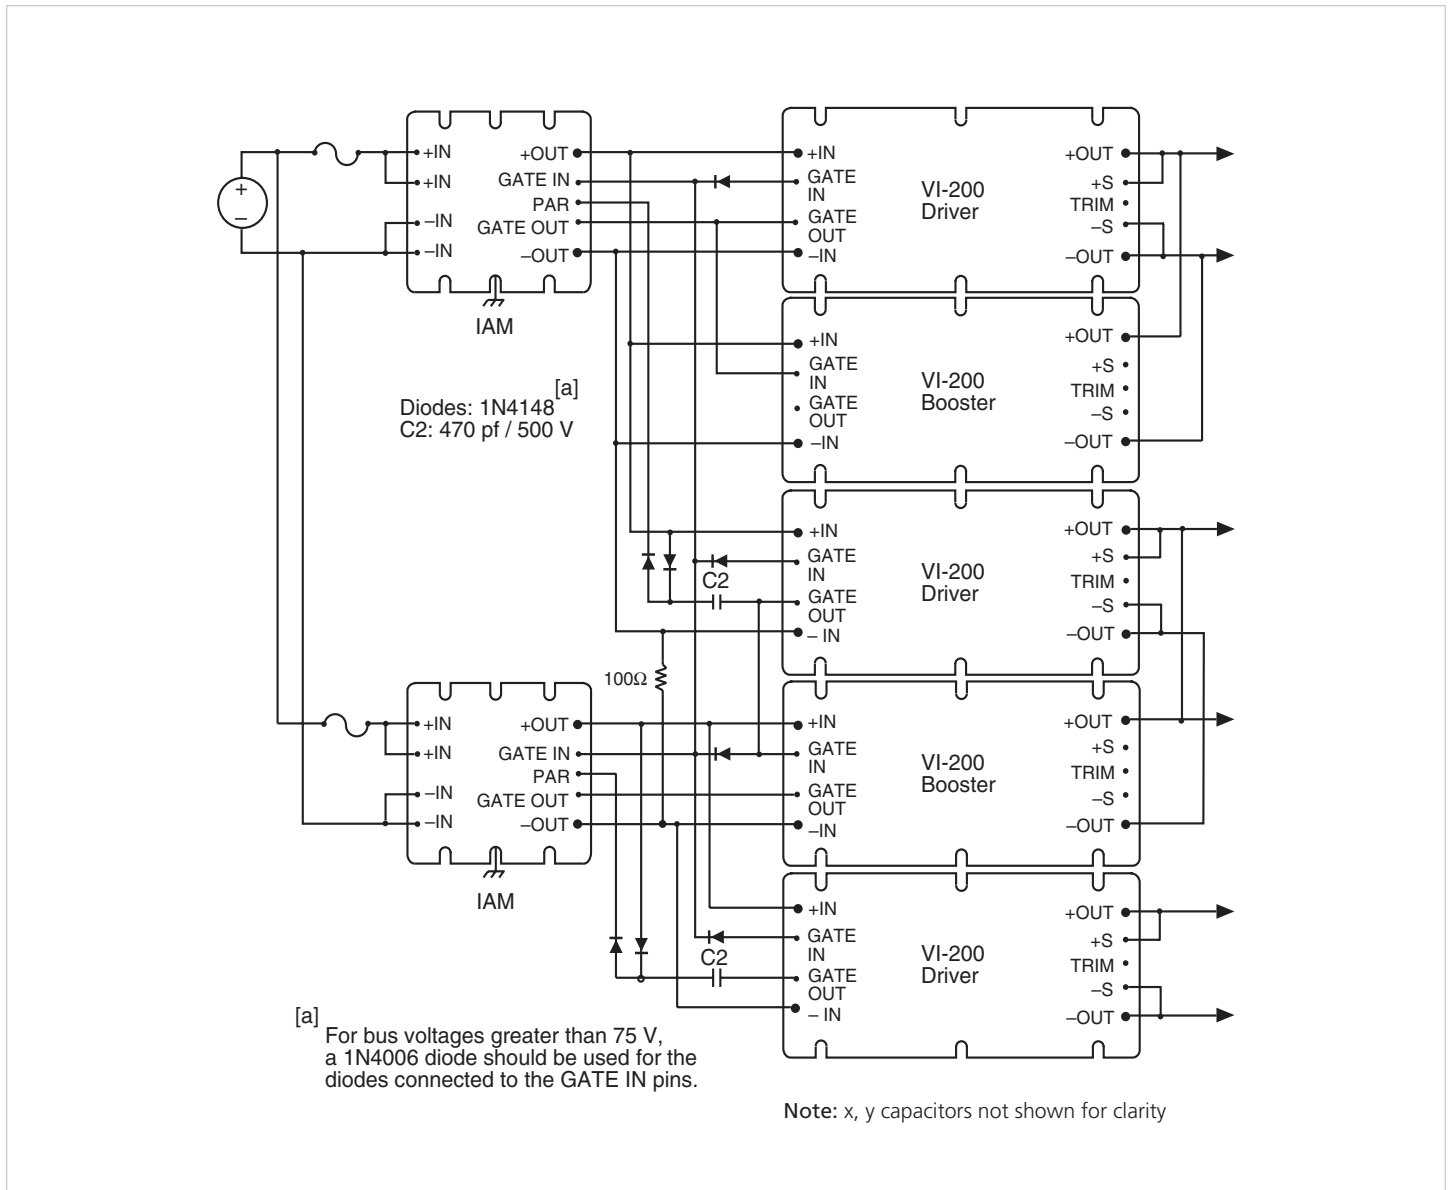 +
–
+IN
+IN
–IN
–IN
+OUT
GATE IN
PAR
GATE OUT
–OUT
IAM
+IN
GATE
IN
GATE
OUT
–IN
VI-200
Driver
+OUT
+S
TRIM
–S
–OUT
+IN
GATE
IN
GATE
OUT
–IN
VI-200
Booster
+OUT
+S
TRIM
–S
–OUT
[a]
Diodes: 1N4148
C2: 470 pf / 500 V
C2
+IN
GATE
IN
GATE
OUT
– IN
VI-200
Driver
+OUT
+S
TRIM
–S
–OUT
100Ω
+IN
+IN
–IN
–IN
+OUT
GATE IN
PAR
GATE OUT
–OUT
IAM
+IN
GATE
IN
GATE
OUT
–IN
VI-200
Booster
+OUT
+S
TRIM
–S
–OUT
C2
+IN
GATE
IN
GATE
OUT
– IN
VI-200
Driver
+OUT
+S
TRIM
–S
–OUT
[a]
For bus voltages greater than 75 V,
a 1N4006 diode should be used for the
diodes connected to the GATE IN pins.
Note: x, y capacitors not shown for clarity